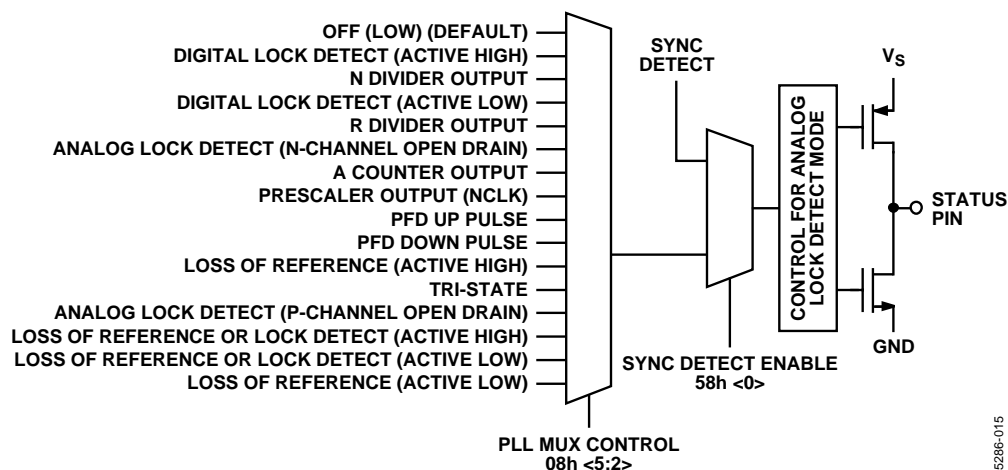 OFF (LOW) (DEFAULT)
DIGITAL LOCK DETECT (ACTIVE HIGH)
N DIVIDER OUTPUT
DIGITAL LOCK DETECT (ACTIVE LOW)
R DIVIDER OUTPUT
ANALOG LOCK DETECT (N-CHANNEL OPEN DRAIN)
A COUNTER OUTPUT
PRESCALER OUTPUT (NCLK)
PFD UP PULSE
PFD DOWN PULSE
LOSS OF REFERENCE (ACTIVE HIGH)
TRI-STATE
ANALOG LOCK DETECT (P-CHANNEL OPEN DRAIN)
LOSS OF REFERENCE OR LOCK DETECT (ACTIVE HIGH)
LOSS OF REFERENCE OR LOCK DETECT (ACTIVE LOW)
LOSS OF REFERENCE (ACTIVE LOW)
PLL MUX CONTROL
08h <5:2>
SYNC
DETECT
SYNC DETECT ENABLE
58h <0>
CONTROL FOR ANALOG
LOCK DETECT MODE
VS
STATUS
PIN
GND
5286-015